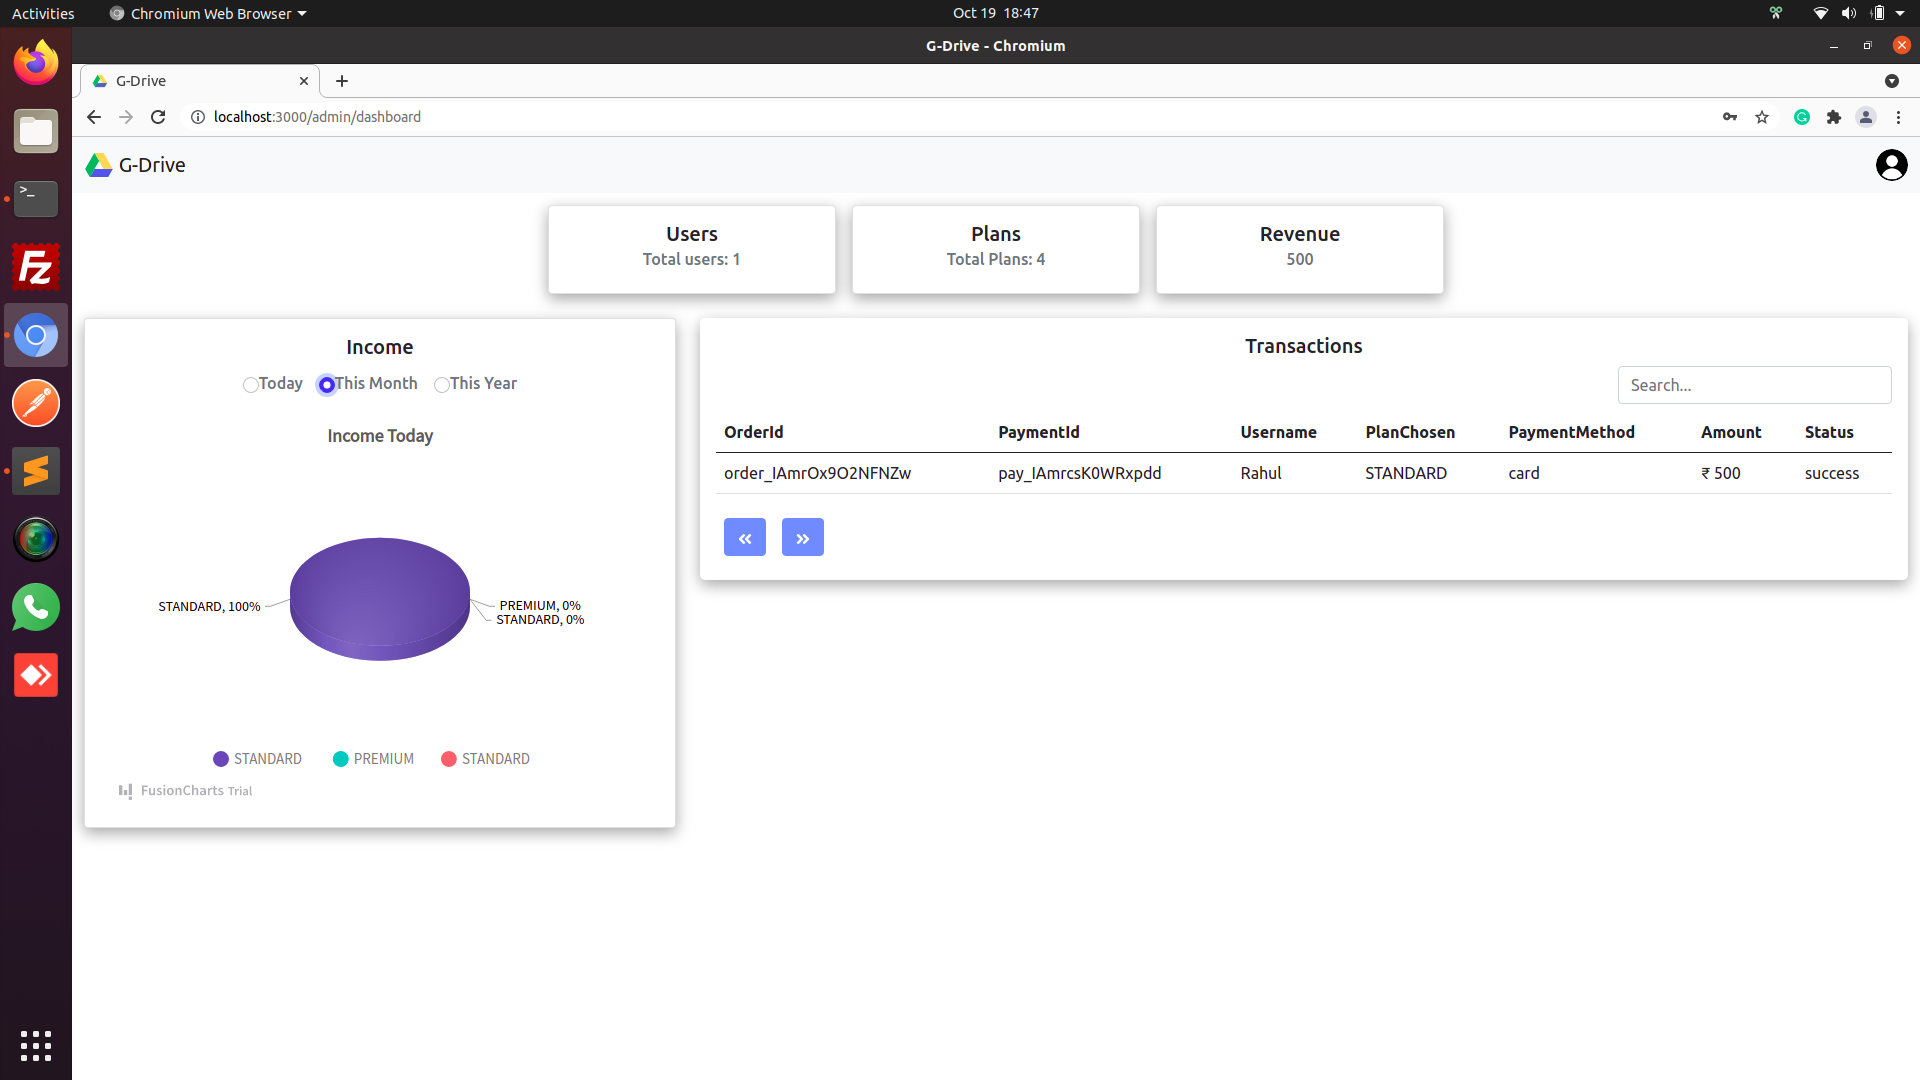 Activities
Chromium Web Browser
Oct 19 18:47
G-Drive - Chromium
G-Drive
localhost:3000/admin/dashboard
G-Drive
Users
Total users: 1
Plans
Total Plans: 4
Revenue
500
Income
Today This Month This Year
Income Today
STANDARD, 100%
PREMIUM, 0%
STANDARD, 0%
STANDARD PREMIUM STANDARD
FusionCharts Trial
Transactions
Search...
OrderId PaymentId Username PlanChosen PaymentMethod Amount Status
order_IAmrOx9O2NFNZw pay_IAmrcsK0WRxpdd Rahul STANDARD card ₹ 500 success
«
»